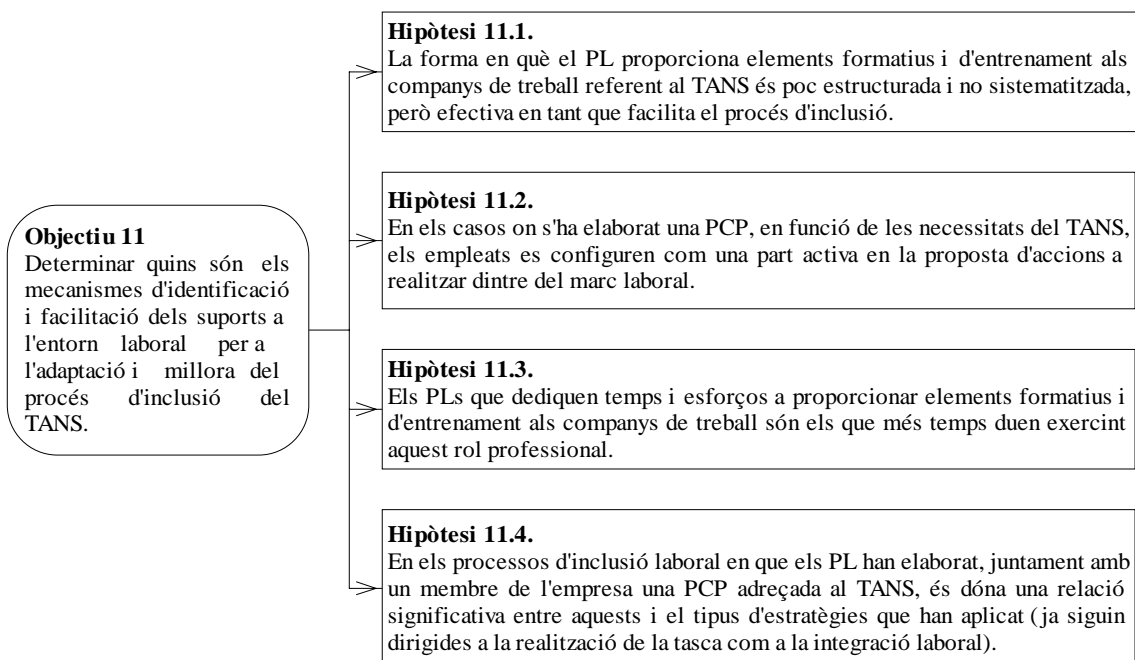 Objectiu 11
Determinar quins són els
mecanismes d'identificació
i facilitació dels suports a
l'entorn laboral per a
l'adaptació i millora del
procés d'inclusió del
TANS.
Hipòtesi 11.1.
La forma en què el PL proporciona elements formatius i d'entrenament als
companys de treball referent al TANS és poc estructurada i no sistematitzada,
però efectiva en tant que facilita el procés d'inclusió.
Hipòtesi 11.2.
En els casos on s'ha elaborat una PCP, en funció de les necessitats del TANS,
els empleats es configuren com una part activa en la proposta d'accions a
realitzar dintre del marc laboral.
Hipòtesi 11.3.
Els PLs que dediquen temps i esforços a proporcionar elements formatius i
d'entrenament als companys de treball són els que més temps duen exercint
aquest rol professional.
Hipòtesi 11.4.
En els processos d'inclusió laboral en que els PL han elaborat, juntament amb
un membre de l'empresa una PCP adreçada al TANS, és dóna una relació
significativa entre aquests i el tipus d'estratègies que han aplicat (ja siguin
dirigides a la realització de la tasca com a la integració laboral).